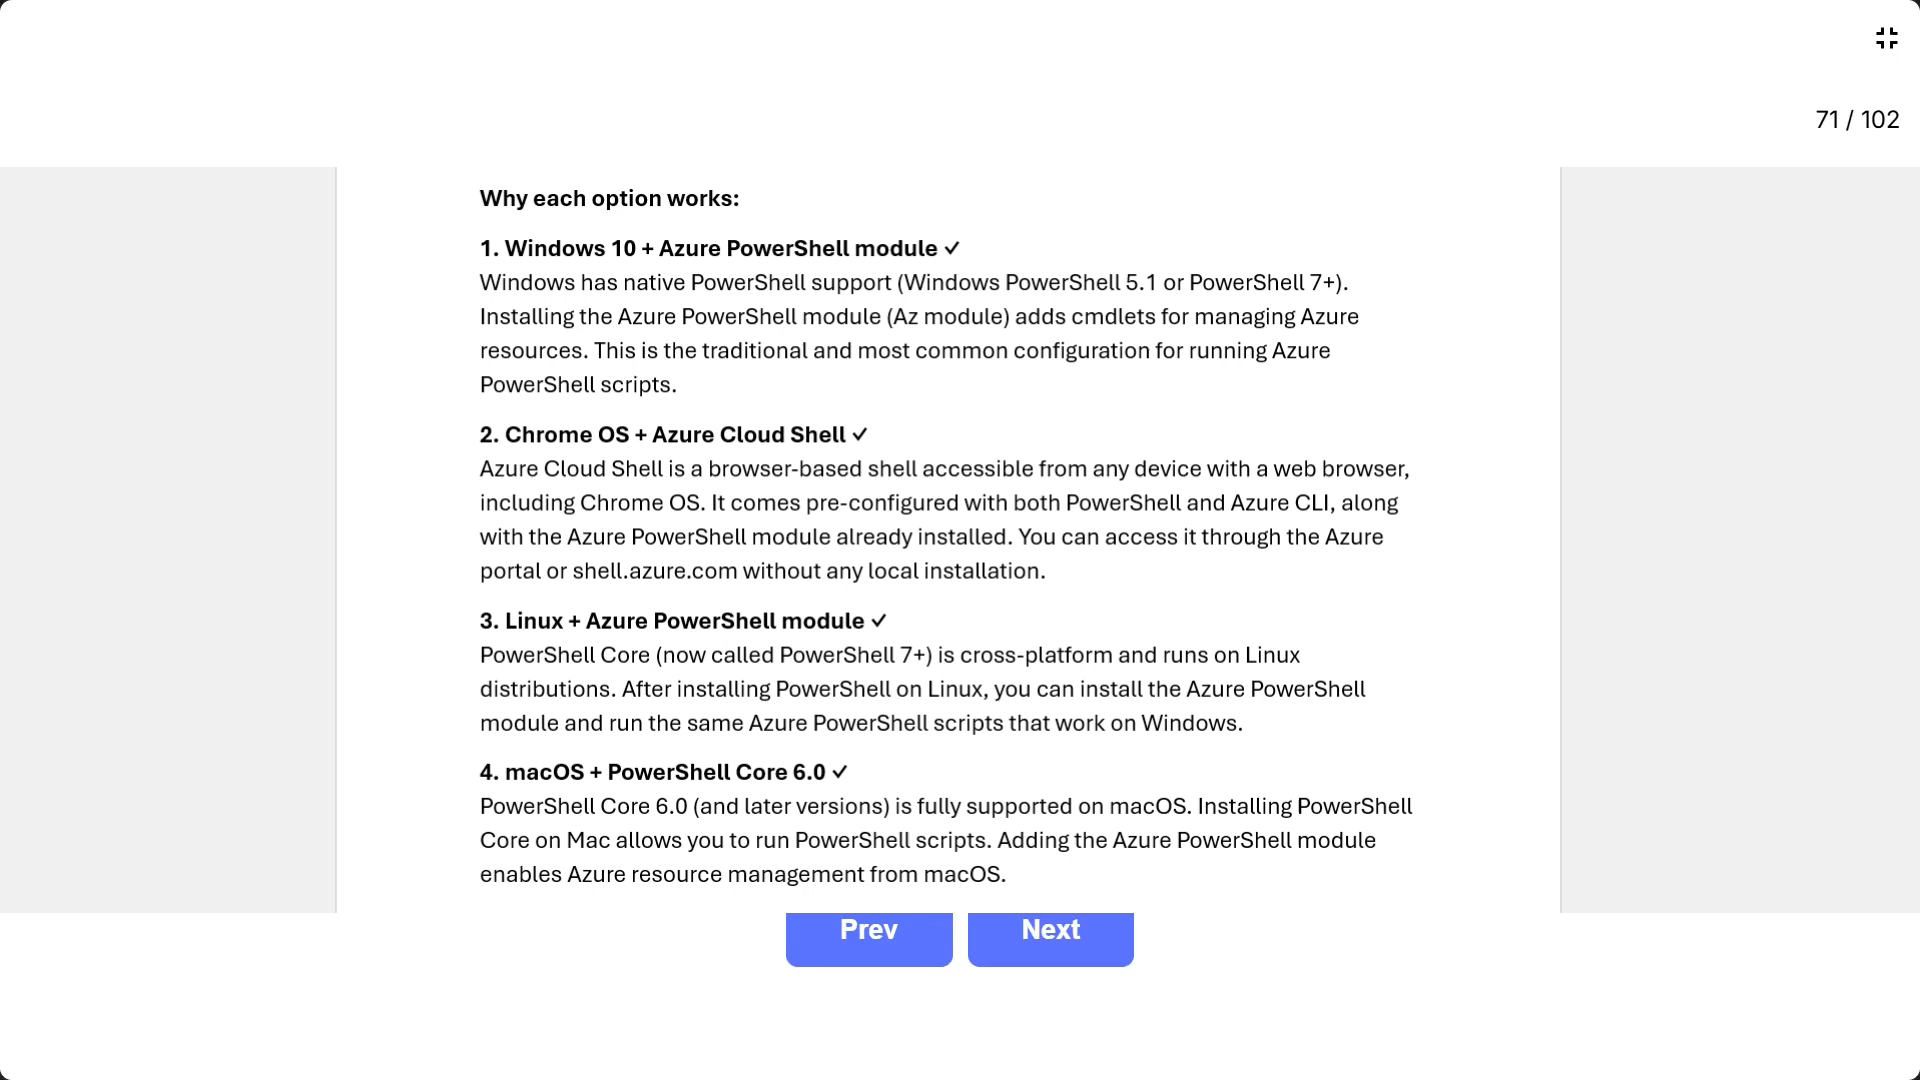 71 / 102
Why each option works:
1. Windows 10 + Azure PowerShell module ✓
Windows has native PowerShell support (Windows PowerShell 5.1 or PowerShell 7+).
Installing the Azure PowerShell module (Az module) adds cmdlets for managing Azure
resources. This is the traditional and most common configuration for running Azure
PowerShell scripts.
2. Chrome OS + Azure Cloud Shell ✓
Azure Cloud Shell is a browser-based shell accessible from any device with a web browser,
including Chrome OS. It comes pre-configured with both PowerShell and Azure CLI, along
with the Azure PowerShell module already installed. You can access it through the Azure
portal or shell.azure.com without any local installation.
3. Linux + Azure PowerShell module ✓
PowerShell Core (now called PowerShell 7+) is cross-platform and runs on Linux
distributions. After installing PowerShell on Linux, you can install the Azure PowerShell
module and run the same Azure PowerShell scripts that work on Windows.
4. macOS + PowerShell Core 6.0 ✓
PowerShell Core 6.0 (and later versions) is fully supported on macOS. Installing PowerShell
Core on Mac allows you to run PowerShell scripts. Adding the Azure PowerShell module
enables Azure resource management from macOS.
Prev Next